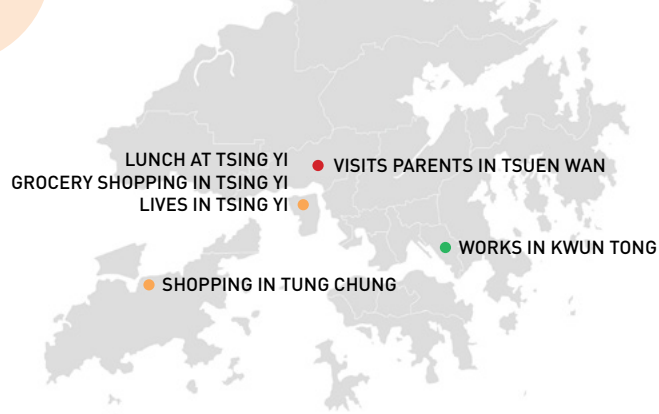 LUNCH AT TSING YI
GROCERY SHOPPING IN TSING YI
LIVES IN TSING YI
VISITS PARENTS IN TSUEN WAN
WORKS IN KWUN TONG
SHOPPING IN TUNG CHUNG